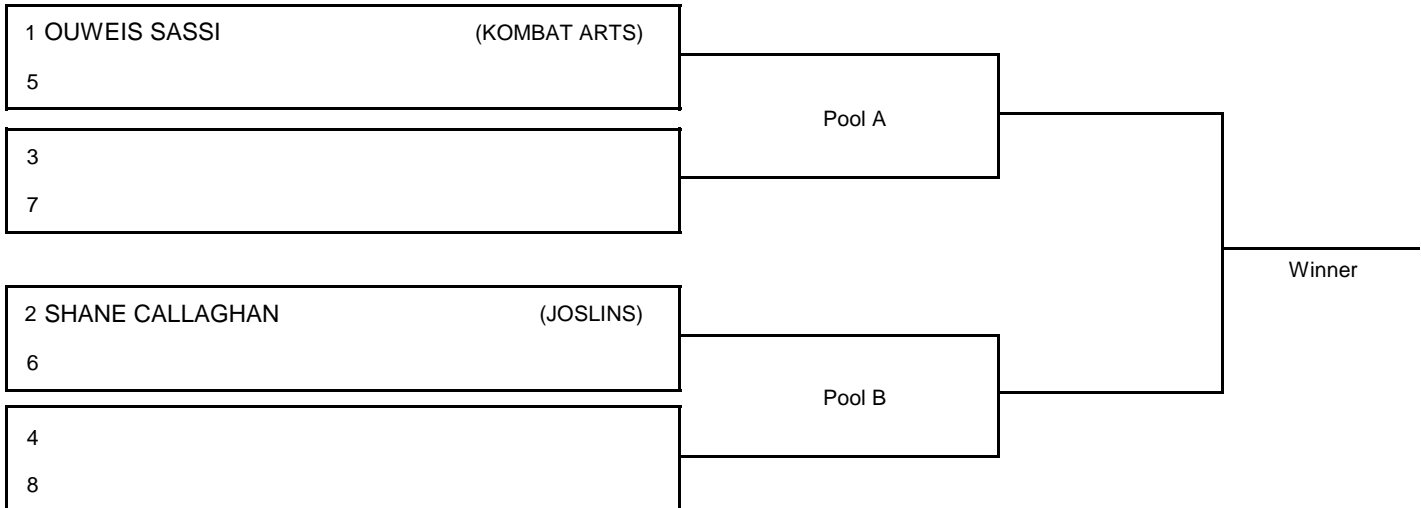 1 OUWEIS SASSI (KOMBAT ARTS)
5
Pool A
3
7
Winner
2 SHANE CALLAGHAN (JOSLINS)
6
Pool B
4
8